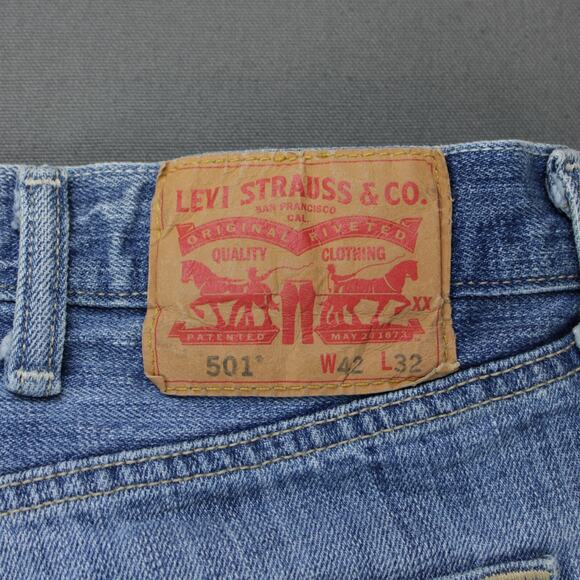 LEVI STRAUSS & CO.
SAN FRANCISCO
CAL.
ORIGINAL RIVETED
QUALITY CLOTHING
XX
PATENTED MAY 20 1873
501® W42 L32